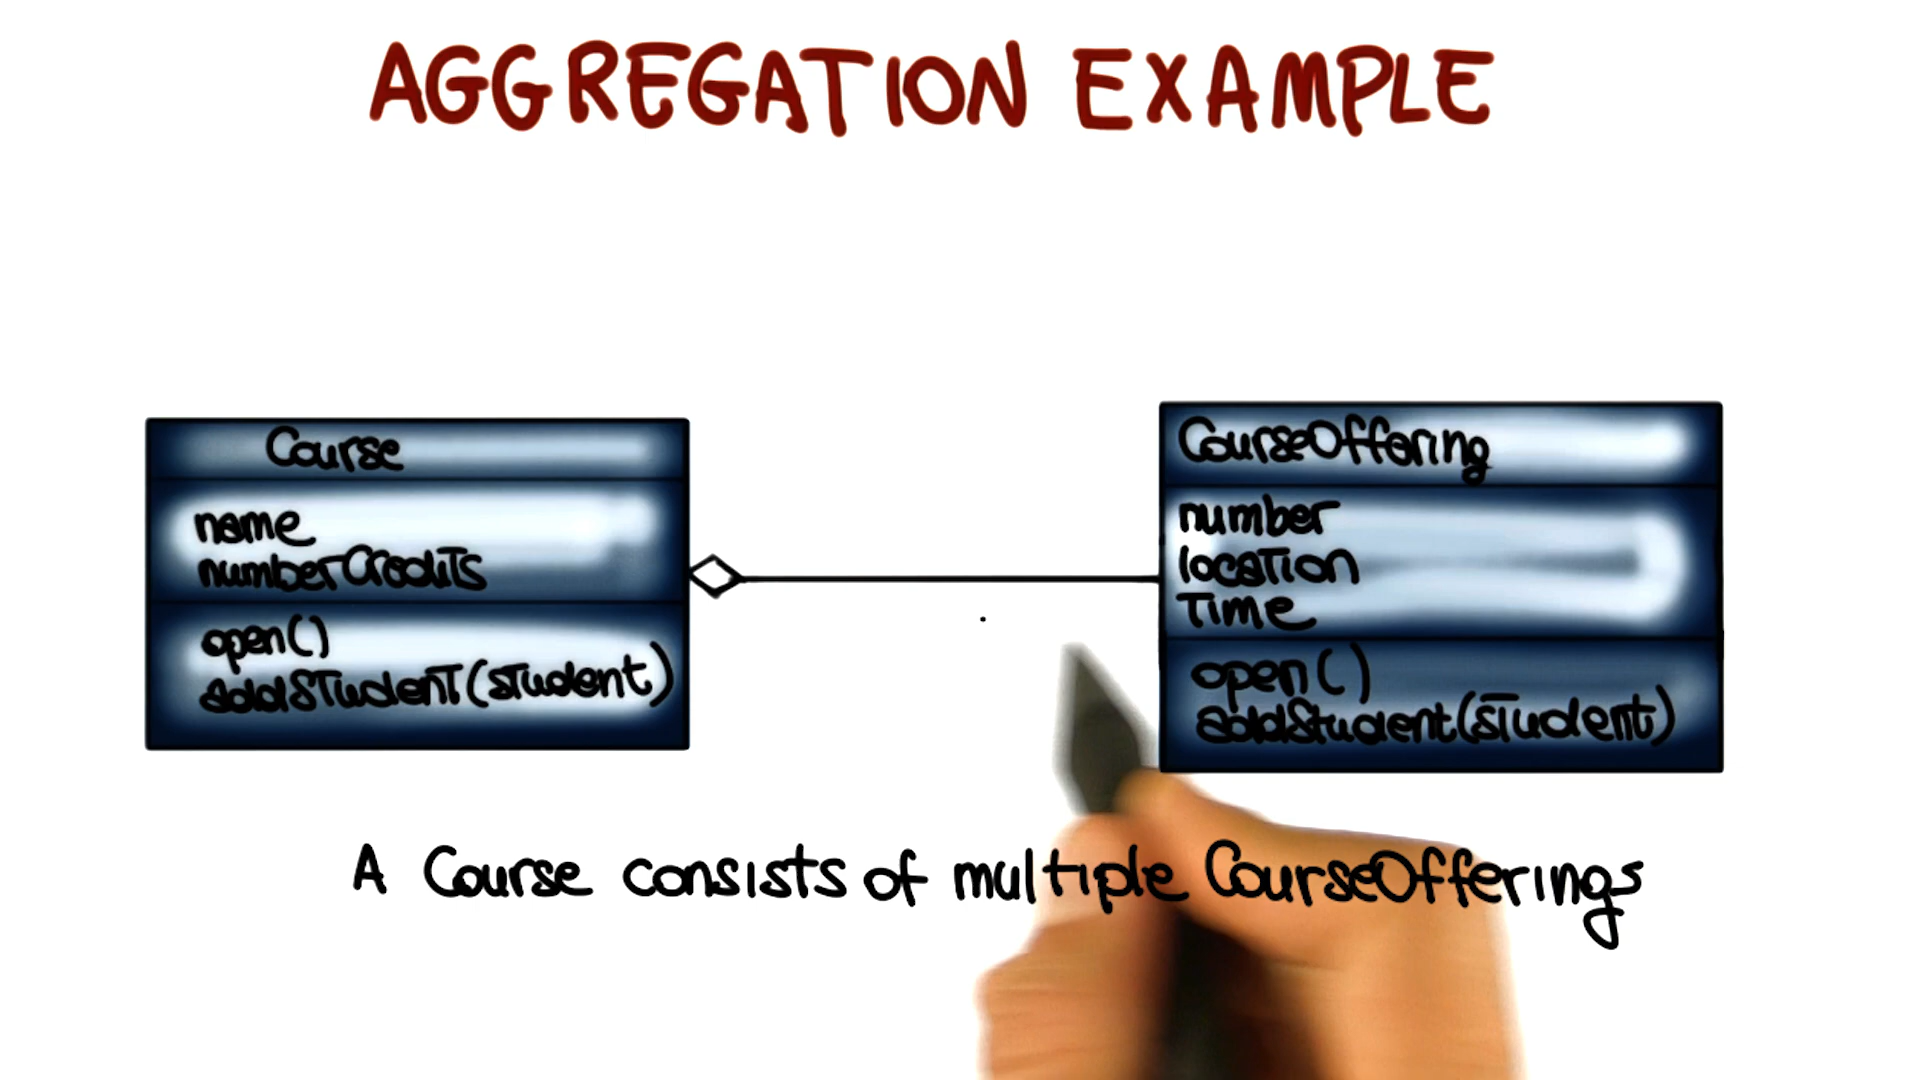 AGGREGATION EXAMPLE
Course
name
numberCredits
open()
addStudent(student)
CourseOffering
number
location
Time
open()
addStudent(student)
A Course consists of multiple CourseOfferings